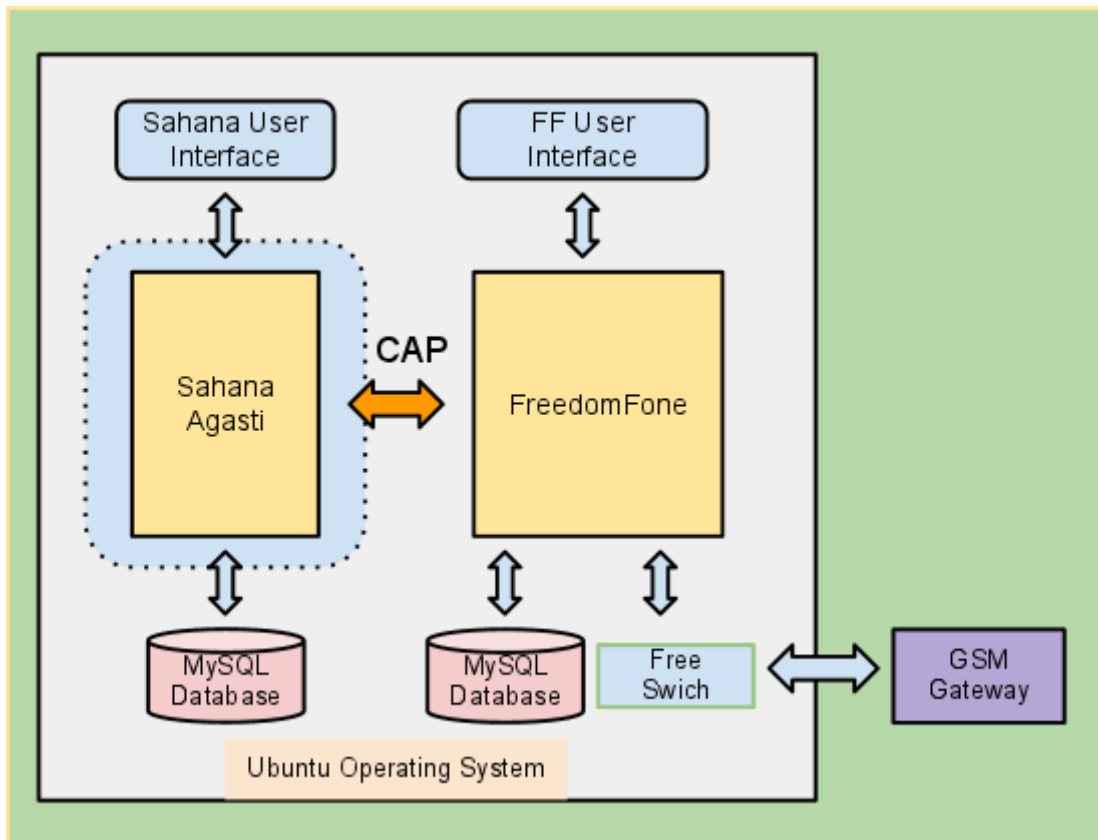 Sahana User
Interface
FF User
Interface
CAP
Sahana
Agasti
FreedomFone
MySQL
Database
MySQL
Database
Free
Swich
GSM
Gateway
Ubuntu Operating System